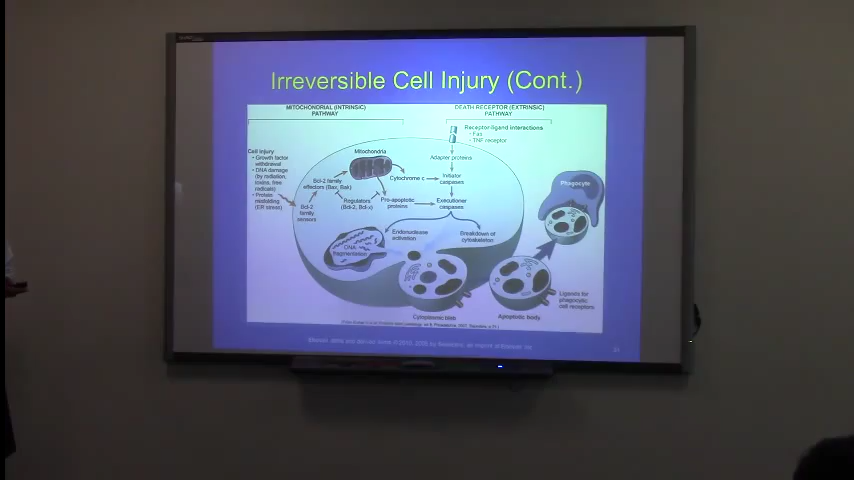 Irreversible Cell Injury (Cont.)
MITOCHONDRIAL (INTRINSIC)
PATHWAY
DEATH RECEPTOR (EXTRINSIC)
PATHWAY
Receptor-ligand interactions
- Fas
- TNF receptor
Cell injury
• Growth factor
withdrawal
• DNA damage
(by radiation,
toxins, free
radicals)
• Protein
misfolding
(ER stress)
Mitochondria
Adapter proteins
Bcl-2 family
effectors (Bax, Bak)
Cytochrome c
Initiator
caspases
Bcl-2
family
sensors
Regulators
(Bcl-2, Bcl-x)
Pro-apoptotic
proteins
Executioner
caspases
Phagocyte
Endonuclease
activation
Breakdown of
cytoskeleton
DNA
fragmentation
Ligands for
phagocytic
cell receptors
Cytoplasmic bleb
Apoptotic body